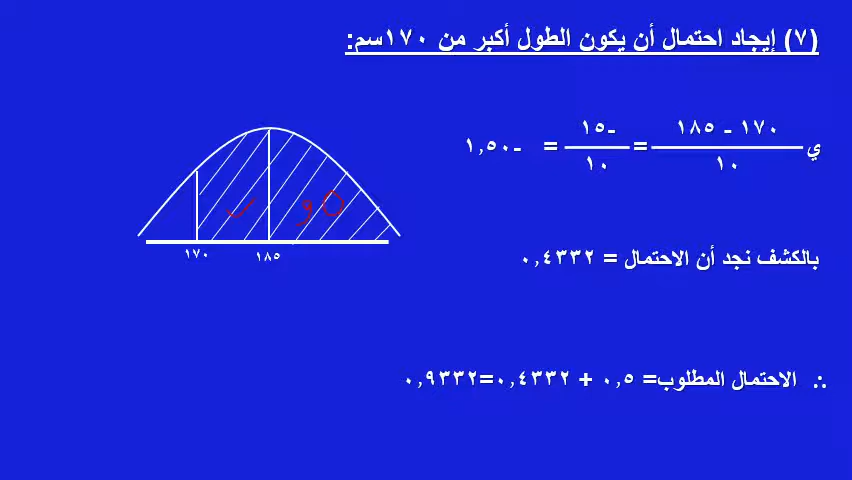 (٧) إيجاد احتمال أن يكون الطول أكبر من ١٧٠سم:
ي ١٧٠ - ١٨٥ / ١٠ = -١٥ / ١٠ = -١,٥٠
١٧٠ ١٨٥
بالكشف نجد أن الاحتمال = ٠,٤٣٣٢
∴ الاحتمال المطلوب= ٠,٥ + ٠,٤٣٣٢=٠,٩٣٣٢